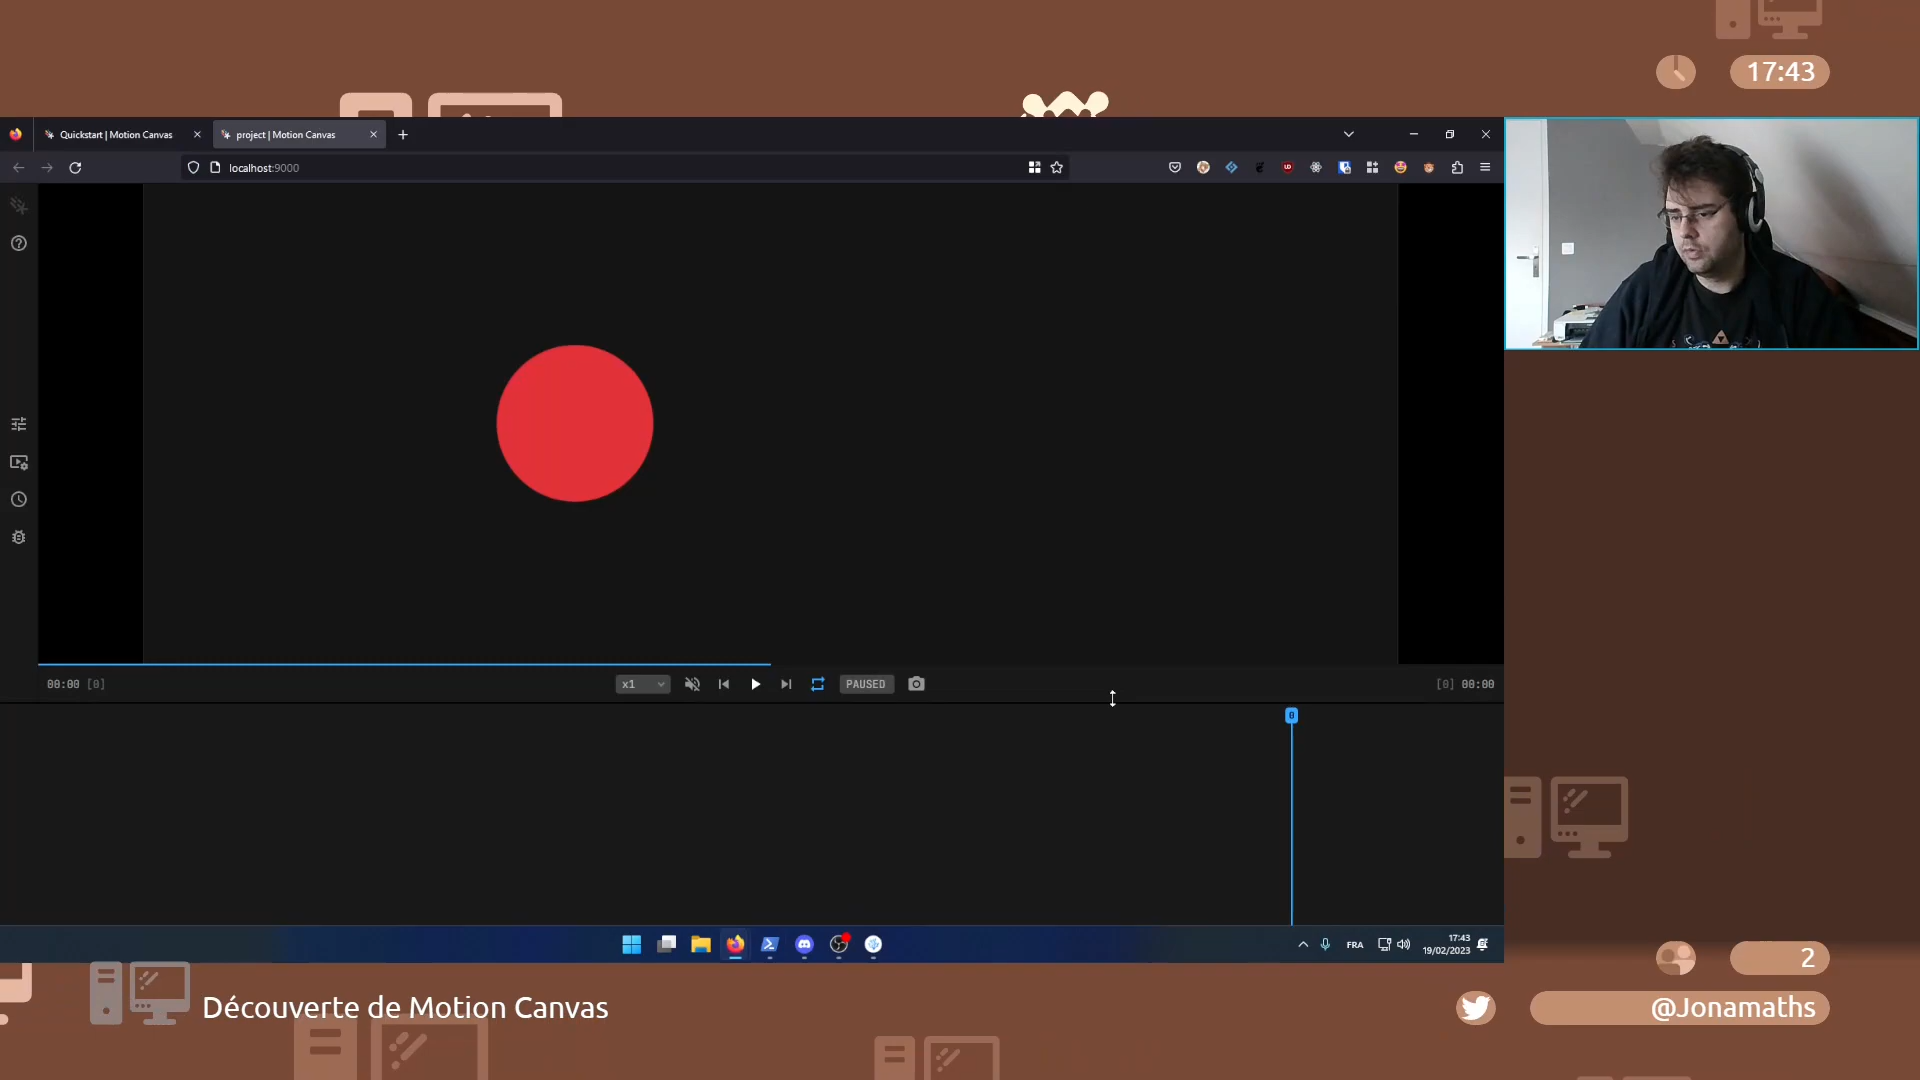 17:43
Quickstart | Motion Canvas
project | Motion Canvas
localhost:9000
00:00 [0]
x1
PAUSED
[0] 00:00
0
FRA
17:43
19/02/2023
2
Découverte de Motion Canvas
@Jonamaths